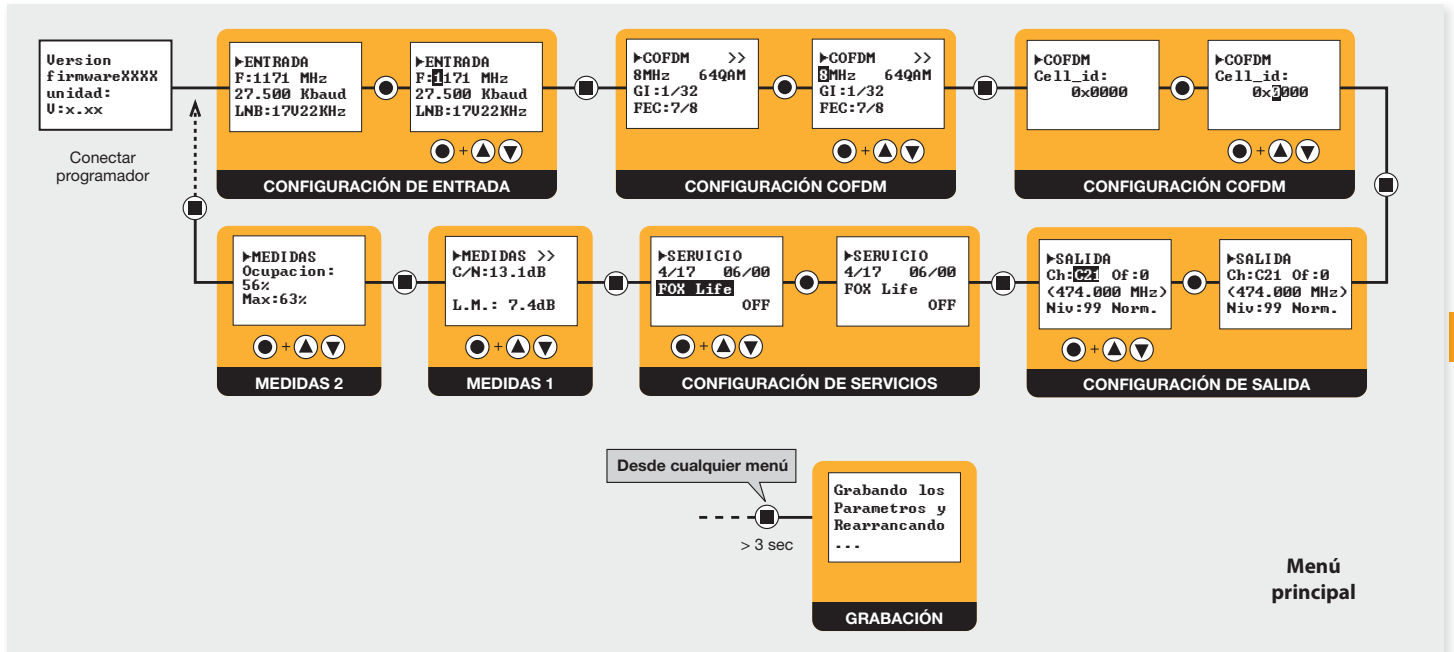 Version
firmwareXXXX
unidad:
V:x.xx
Conectar
programador
►ENTRADA
F:1171 MHz
27.500 Kbaud
LNB:17V22KHz
►ENTRADA
F:1171 MHz
27.500 Kbaud
LNB:17V22KHz
+
CONFIGURACIÓN DE ENTRADA
►COFDM >>
8MHz 64QAM
GI:1/32
FEC:7/8
►COFDM >>
8MHz 64QAM
GI:1/32
FEC:7/8
+
CONFIGURACIÓN COFDM
►COFDM
Cell_id:
0x0000
►COFDM
Cell_id:
0x0000
+
CONFIGURACIÓN COFDM
►MEDIDAS
Ocupacion:
56%
Max:63%
+
MEDIDAS 2
►MEDIDAS >>
C/N:13.1dB
L.M.: 7.4dB
+
MEDIDAS 1
►SERVICIO
4/17 06/00
FOX Life
OFF
►SERVICIO
4/17 06/00
FOX Life
OFF
+
CONFIGURACIÓN DE SERVICIOS
►SALIDA
Ch:C21 Of:0
(474.000 MHz)
Niv:99 Norm.
►SALIDA
Ch:C21 Of:0
(474.000 MHz)
Niv:99 Norm.
+
CONFIGURACIÓN DE SALIDA
Desde cualquier menú
> 3 sec
Grabando los
Parametros y
Rearrancando
...
GRABACIÓN
Menú
principal